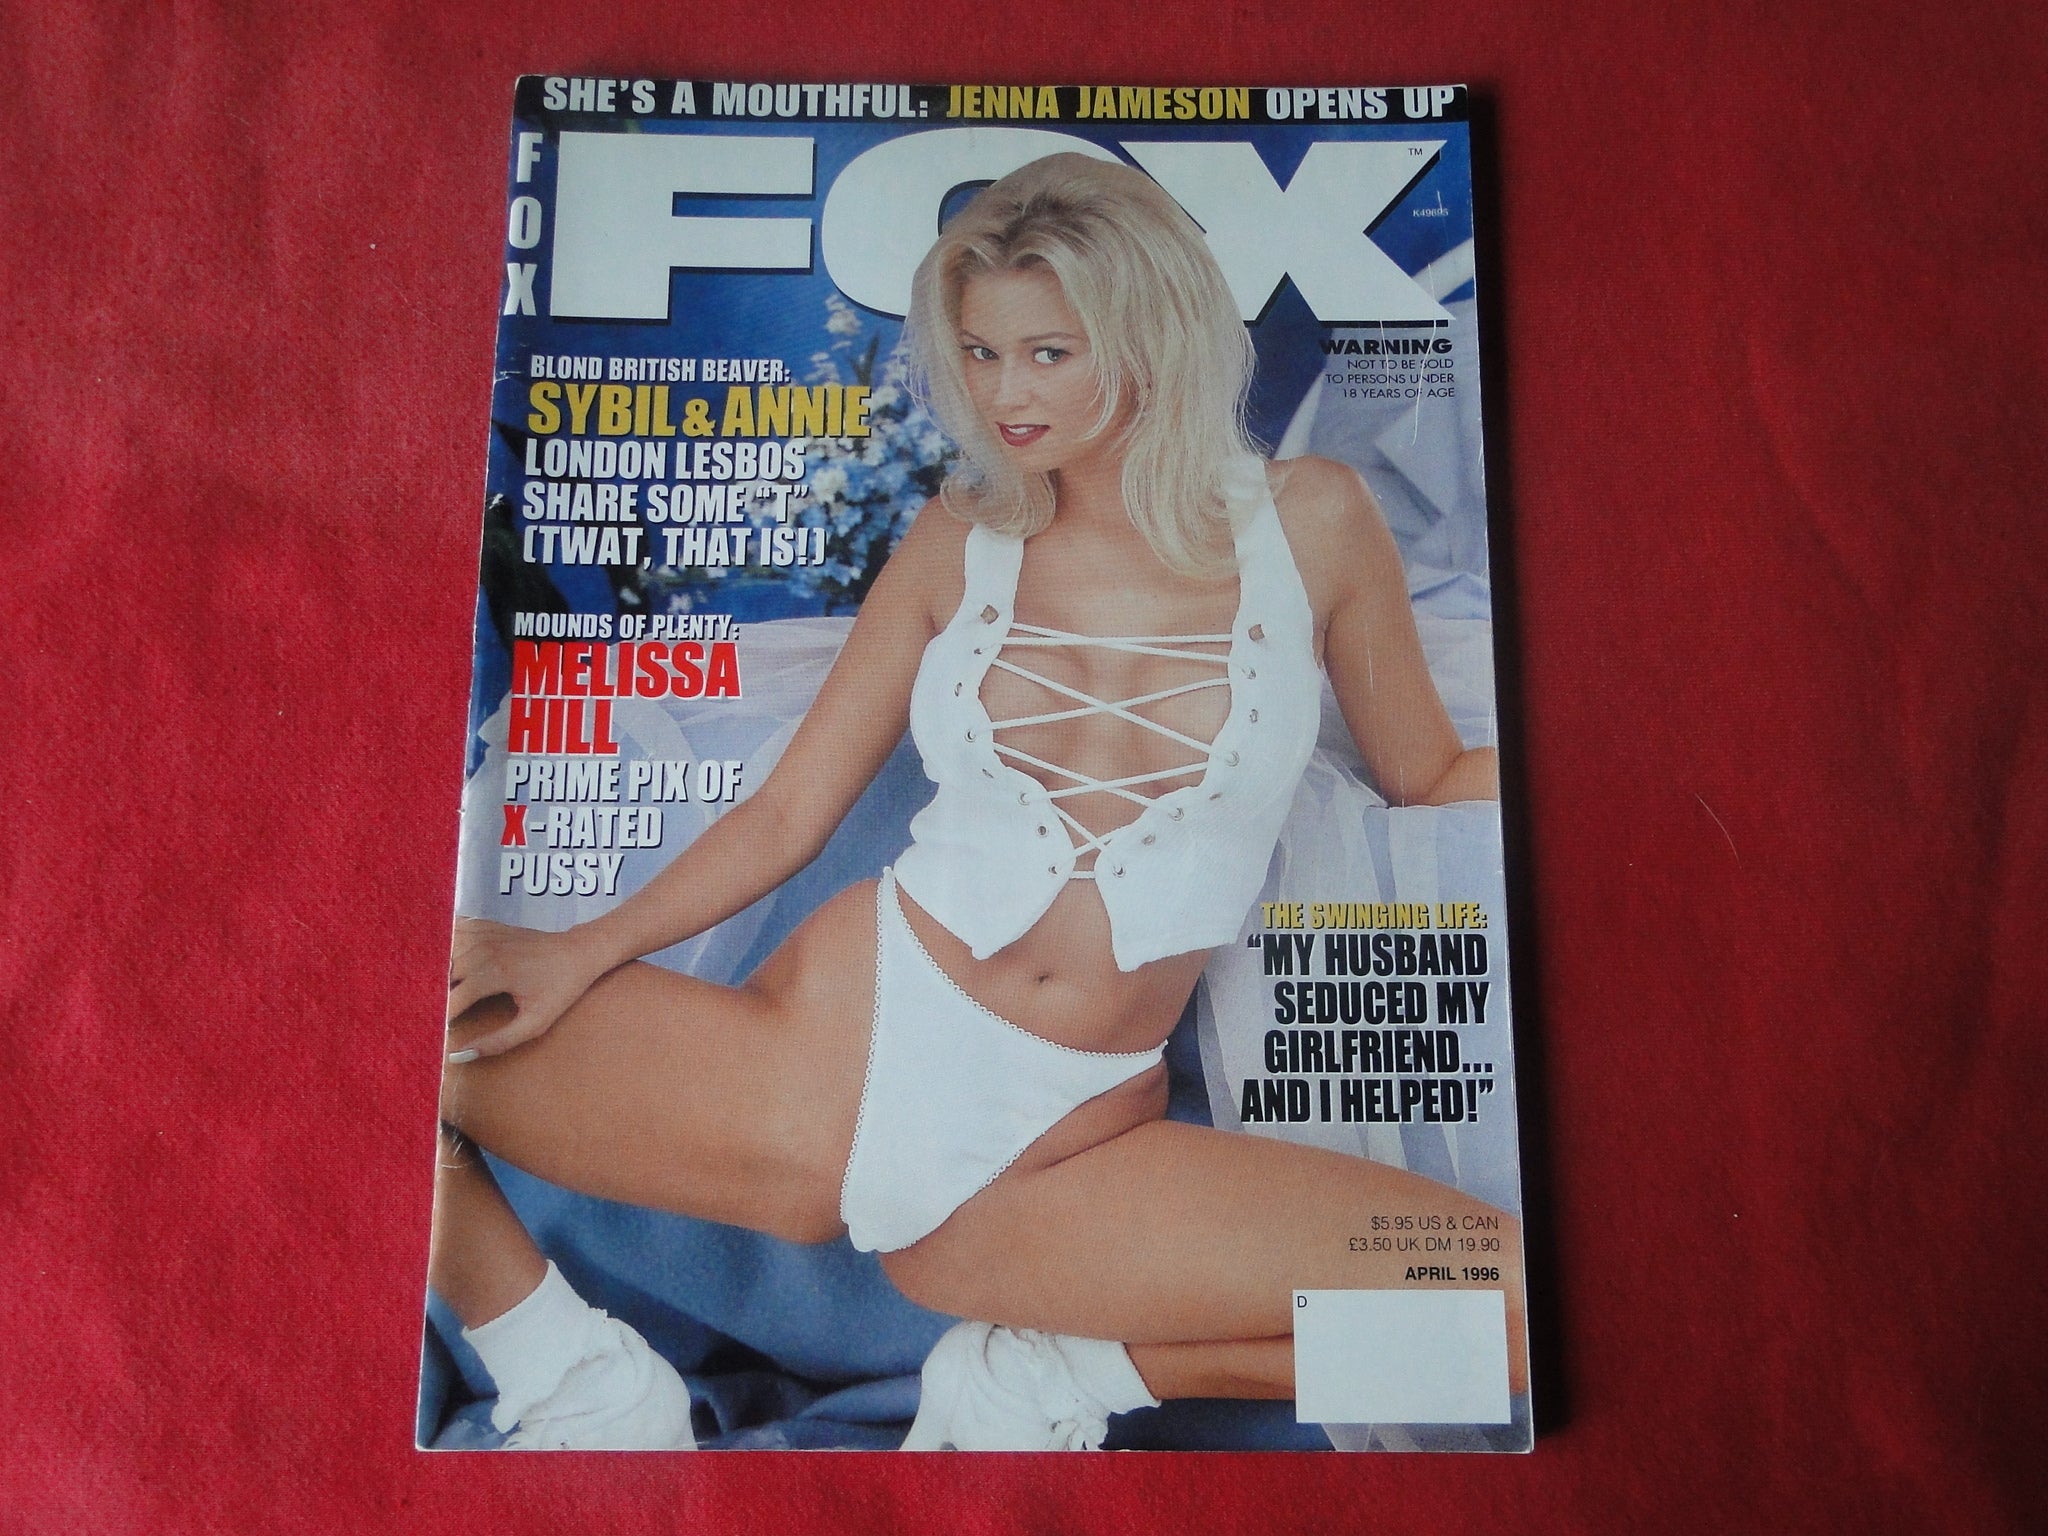 SHE'S A MOUTHFUL: JENNA JAMESON OPENS UP
FOX
FOX
™
K49695
WARNING
NOT TO BE SOLD
TO PERSONS UNDER
18 YEARS OF AGE
BLOND BRITISH BEAVER:
SYBIL & ANNIE
LONDON LESBOS
SHARE SOME "T"
(TWAT, THAT IS!)
MOUNDS OF PLENTY:
MELISSA
HILL
PRIME PIX OF
X-RATED
PUSSY
THE SWINGING LIFE:
"MY HUSBAND
SEDUCED MY
GIRLFRIEND...
AND I HELPED!"
$5.95 US & CAN
£3.50 UK DM 19.90
APRIL 1996
D